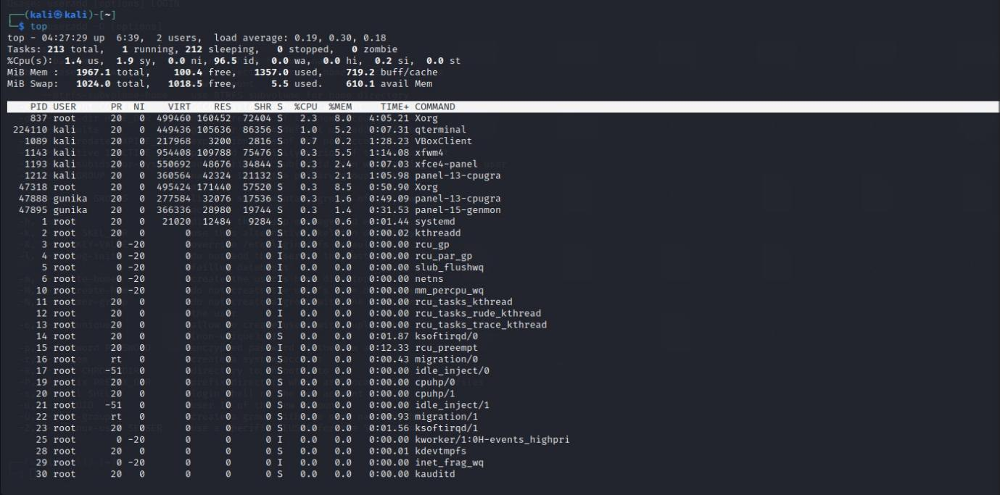 Usage: useradd [options] LOGIN
┌──(kali㉿kali)-[~]
└─$ top
top - 04:27:29 up  6:39,  2 users,  load average: 0.19, 0.30, 0.18
Tasks: 213 total,   1 running, 212 sleeping,   0 stopped,   0 zombie
%Cpu(s):  1.4 us,  1.9 sy,  0.0 ni, 96.5 id,  0.0 wa,  0.0 hi,  0.2 si,  0.0 st
MiB Mem :   1967.1 total,    100.4 free,   1357.0 used,    719.2 buff/cache
MiB Swap:   1024.0 total,   1018.5 free,      5.5 used.    610.1 avail Mem
PID USER      PR  NI    VIRT    RES    SHR S  %CPU  %MEM     TIME+ COMMAND
837 root      20   0  499460 160452  72404 S   2.3   8.0   4:05.21 Xorg
224110 kali      20   0  449436 105636  86356 S   1.0   5.2   0:07.31 qterminal
1089 kali      20   0  217968   3200   2816 S   0.7   0.2   1:28.23 VBoxClient
1143 kali      20   0  954408 109788  75476 S   0.3   5.5   1:14.08 xfwm4
1193 kali      20   0  550692  48676  34844 S   0.3   2.4   0:07.03 xfce4-panel
1212 kali      20   0  360564  42324  21132 S   0.3   2.1   1:05.98 panel-13-cpugra
47318 root      20   0  495424 171440  57520 S   0.3   8.5   0:50.90 Xorg
47888 gunika    20   0  277584  32076  17536 S   0.3   1.6   0:49.09 panel-13-cpugra
47895 gunika    20   0  366336  28980  19744 S   0.3   1.4   0:31.53 panel-15-genmon
1 root      20   0   21020  12484   9284 S   0.0   0.6   0:01.44 systemd
2 root      20   0       0      0      0 S   0.0   0.0   0:00.02 kthreadd
3 root       0 -20       0      0      0 I   0.0   0.0   0:00.00 rcu_gp
4 root       0 -20       0      0      0 I   0.0   0.0   0:00.00 rcu_par_gp
5 root       0 -20       0      0      0 I   0.0   0.0   0:00.00 slub_flushwq
6 root       0 -20       0      0      0 I   0.0   0.0   0:00.00 netns
10 root       0 -20       0      0      0 I   0.0   0.0   0:00.00 mm_percpu_wq
11 root      20   0       0      0      0 I   0.0   0.0   0:00.00 rcu_tasks_kthread
12 root      20   0       0      0      0 I   0.0   0.0   0:00.00 rcu_tasks_rude_kthread
13 root      20   0       0      0      0 I   0.0   0.0   0:00.00 rcu_tasks_trace_kthread
14 root      20   0       0      0      0 S   0.0   0.0   0:01.87 ksoftirqd/0
15 root      20   0       0      0      0 I   0.0   0.0   0:12.33 rcu_preempt
16 root      rt   0       0      0      0 S   0.0   0.0   0:00.43 migration/0
17 root     -51   0       0      0      0 S   0.0   0.0   0:00.00 idle_inject/0
19 root      20   0       0      0      0 S   0.0   0.0   0:00.00 cpuhp/0
20 root      20   0       0      0      0 S   0.0   0.0   0:00.00 cpuhp/1
21 root     -51   0       0      0      0 S   0.0   0.0   0:00.00 idle_inject/1
22 root      rt   0       0      0      0 S   0.0   0.0   0:00.93 migration/1
23 root      20   0       0      0      0 S   0.0   0.0   0:01.56 ksoftirqd/1
25 root       0 -20       0      0      0 I   0.0   0.0   0:00.00 kworker/1:0H-events_highpri
28 root      20   0       0      0      0 S   0.0   0.0   0:00.01 kdevtmpfs
29 root       0 -20       0      0      0 I   0.0   0.0   0:00.00 inet_frag_wq
30 root      20   0       0      0      0 S   0.0   0.0   0:00.00 kauditd